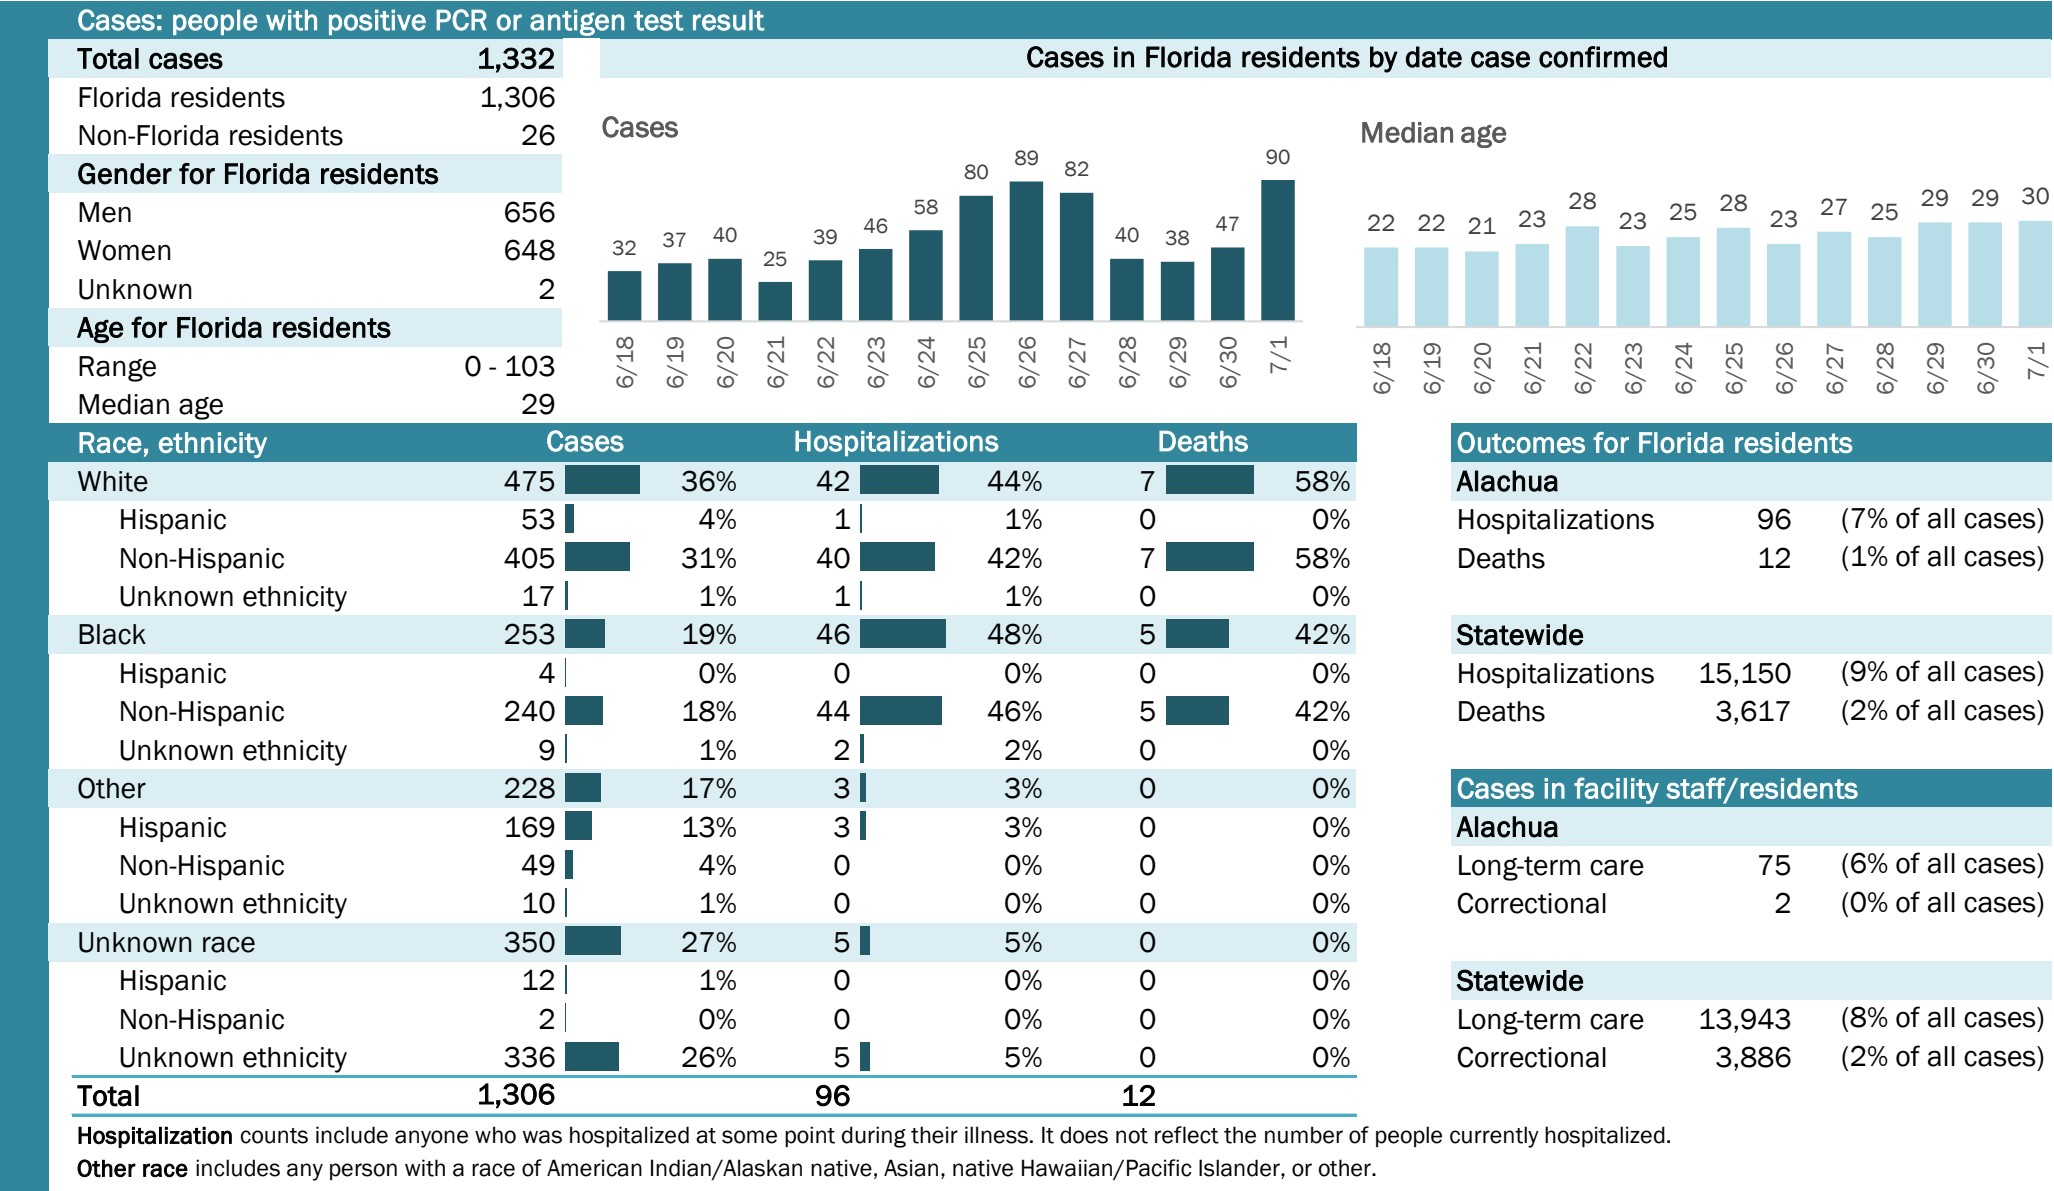 Cases: people with positive PCR or antigen test result
Total cases 1,332
Florida residents 1,306
Non-Florida residents 26
Gender for Florida residents
Men 656
Women 648
Unknown 2
Age for Florida residents
Range 0 - 103
Median age 29
Cases in Florida residents by date case confirmed
Cases
32 37 40 25 39 46 58 80 89 82 40 38 47 90
6/18 6/19 6/20 6/21 6/22 6/23 6/24 6/25 6/26 6/27 6/28 6/29 6/30 7/1
Median age
22 22 21 23 28 23 25 28 23 27 25 29 29 30
6/18 6/19 6/20 6/21 6/22 6/23 6/24 6/25 6/26 6/27 6/28 6/29 6/30 7/1
Race, ethnicity Cases Hospitalizations Deaths
White 475 36% 42 44% 7 58%
Hispanic 53 4% 1 1% 0 0%
Non-Hispanic 405 31% 40 42% 7 58%
Unknown ethnicity 17 1% 1 1% 0 0%
Black 253 19% 46 48% 5 42%
Hispanic 4 0% 0 0% 0 0%
Non-Hispanic 240 18% 44 46% 5 42%
Unknown ethnicity 9 1% 2 2% 0 0%
Other 228 17% 3 3% 0 0%
Hispanic 169 13% 3 3% 0 0%
Non-Hispanic 49 4% 0 0% 0 0%
Unknown ethnicity 10 1% 0 0% 0 0%
Unknown race 350 27% 5 5% 0 0%
Hispanic 12 1% 0 0% 0 0%
Non-Hispanic 2 0% 0 0% 0 0%
Unknown ethnicity 336 26% 5 5% 0 0%
Total 1,306 96 12
Outcomes for Florida residents
Alachua
Hospitalizations 96 (7% of all cases)
Deaths 12 (1% of all cases)
Statewide
Hospitalizations 15,150 (9% of all cases)
Deaths 3,617 (2% of all cases)
Cases in facility staff/residents
Alachua
Long-term care 75 (6% of all cases)
Correctional 2 (0% of all cases)
Statewide
Long-term care 13,943 (8% of all cases)
Correctional 3,886 (2% of all cases)
Hospitalization counts include anyone who was hospitalized at some point during their illness. It does not reflect the number of people currently hospitalized.
Other race includes any person with a race of American Indian/Alaskan native, Asian, native Hawaiian/Pacific Islander, or other.